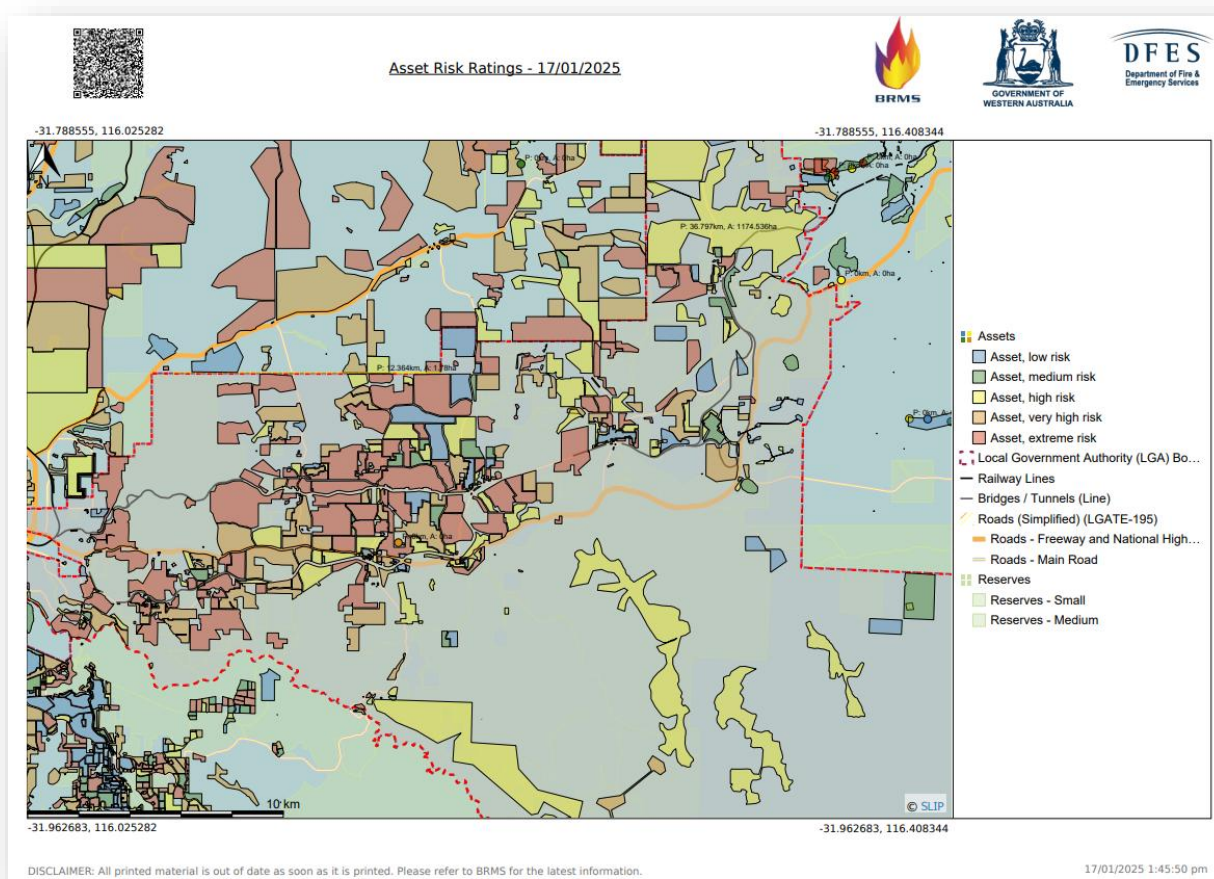 Asset Risk Ratings - 17/01/2025
BRMS
GOVERNMENT OF
WESTERN AUSTRALIA
DFES
Department of Fire &
Emergency Services
-31.788555, 116.025282
-31.788555, 116.408344
N
P: 0km, A: 0ha
P: 36.797km, A: 1174.536ha
P: 0km, A: 0ha
P: 12.364km, A: 178ha
P: 0km, A
A: 0ha
10 km
© SLIP
Assets
Asset, low risk
Asset, medium risk
Asset, high risk
Asset, very high risk
Asset, extreme risk
Local Government Authority (LGA) Bo...
Railway Lines
Bridges / Tunnels (Line)
Roads (Simplified) (LGATE-195)
Roads - Freeway and National High...
Roads - Main Road
Reserves
Reserves - Small
Reserves - Medium
-31.962683, 116.025282
-31.962683, 116.408344
DISCLAIMER: All printed material is out of date as soon as it is printed. Please refer to BRMS for the latest information.
17/01/2025 1:45:50 pm